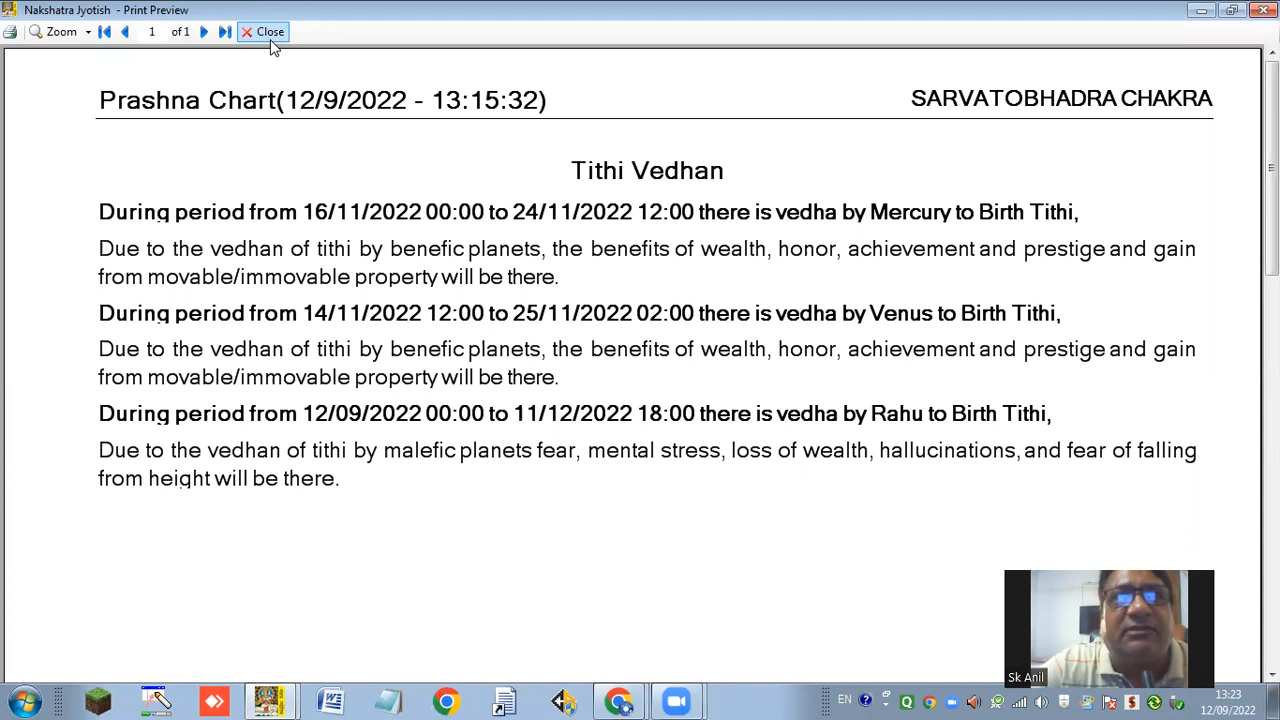 Nakshatra Jyotish - Print Preview
Zoom 1 of 1 Close
Prashna Chart(12/9/2022 - 13:15:32) SARVATOBHADRA CHAKRA
Tithi Vedhan
During period from 16/11/2022 00:00 to 24/11/2022 12:00 there is vedha by Mercury to Birth Tithi,
Due to the vedhan of tithi by benefic planets, the benefits of wealth, honor, achievement and prestige and gain
from movable/immovable property will be there.
During period from 14/11/2022 12:00 to 25/11/2022 02:00 there is vedha by Venus to Birth Tithi,
Due to the vedhan of tithi by benefic planets, the benefits of wealth, honor, achievement and prestige and gain
from movable/immovable property will be there.
During period from 12/09/2022 00:00 to 11/12/2022 18:00 there is vedha by Rahu to Birth Tithi,
Due to the vedhan of tithi by malefic planets fear, mental stress, loss of wealth, hallucinations, and fear of falling
from height will be there.
Sk Anil
EN 13:23
12/09/2022